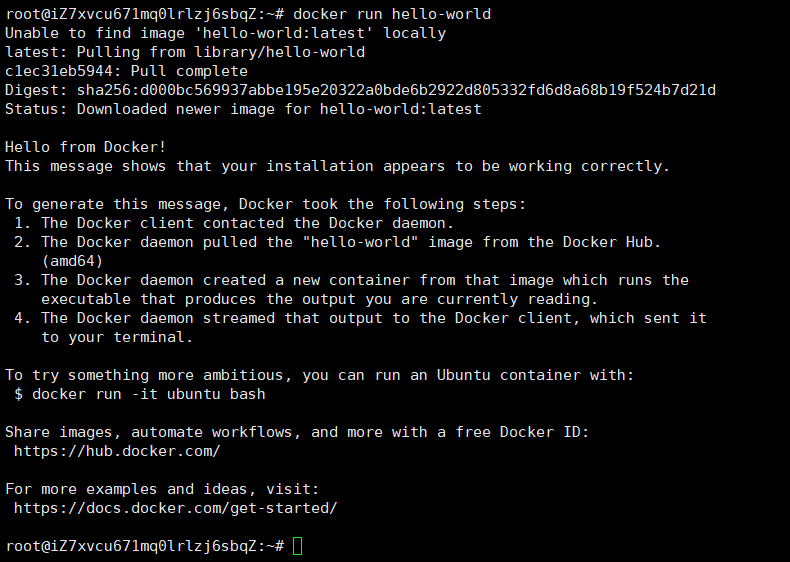 root@iZ7xvcu671mq0lrlzj6sbqZ:~# docker run hello-world
Unable to find image 'hello-world:latest' locally
latest: Pulling from library/hello-world
c1ec31eb5944: Pull complete
Digest: sha256:d000bc569937abbe195e20322a0bde6b2922d805332fd6d8a68b19f524b7d21d
Status: Downloaded newer image for hello-world:latest

Hello from Docker!
This message shows that your installation appears to be working correctly.

To generate this message, Docker took the following steps:
 1. The Docker client contacted the Docker daemon.
 2. The Docker daemon pulled the "hello-world" image from the Docker Hub.
    (amd64)
 3. The Docker daemon created a new container from that image which runs the
    executable that produces the output you are currently reading.
 4. The Docker daemon streamed that output to the Docker client, which sent it
    to your terminal.

To try something more ambitious, you can run an Ubuntu container with:
 $ docker run -it ubuntu bash

Share images, automate workflows, and more with a free Docker ID:
 https://hub.docker.com/

For more examples and ideas, visit:
 https://docs.docker.com/get-started/

root@iZ7xvcu671mq0lrlzj6sbqZ:~#